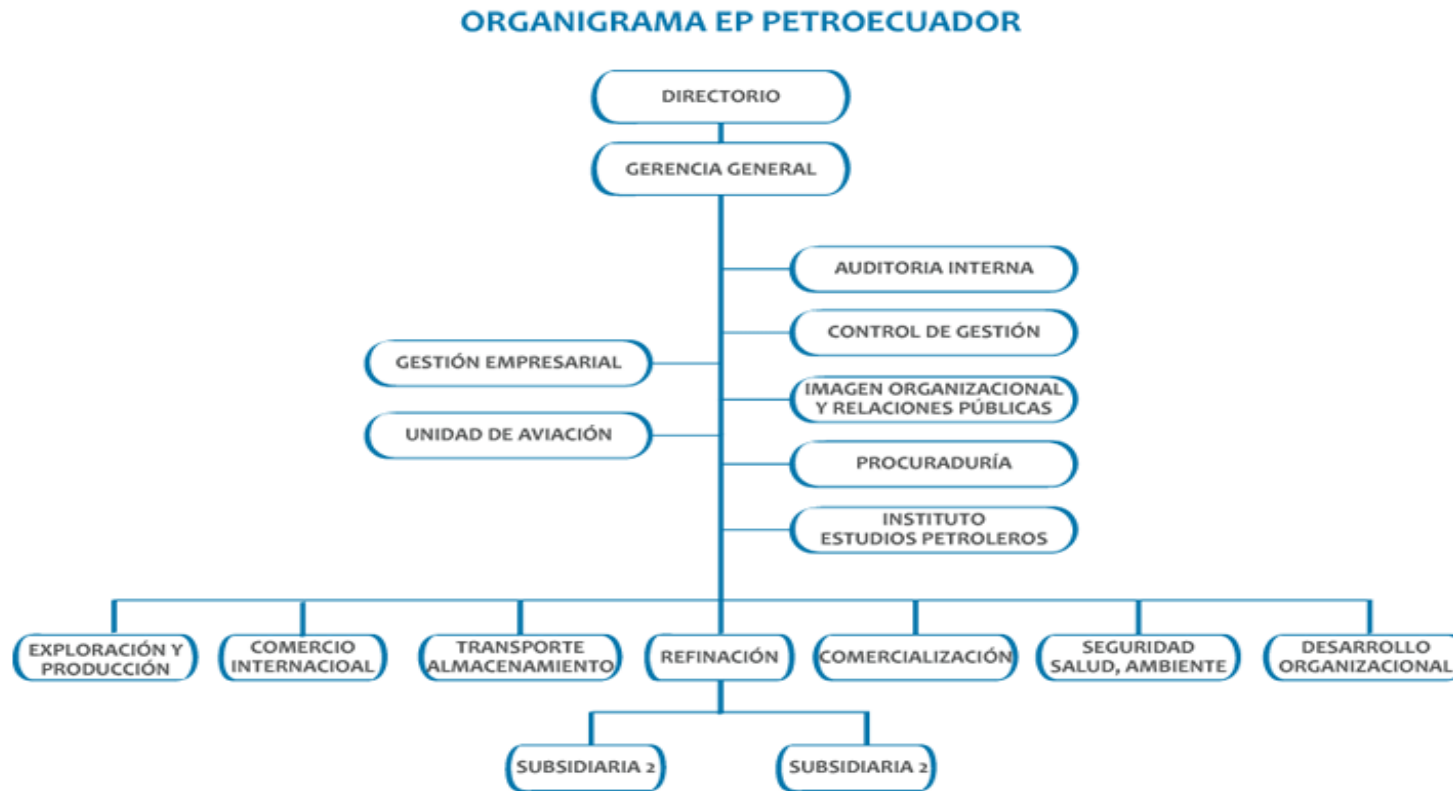 ORGANIGRAMA EP PETROECUADOR
DIRECTORIO
GERENCIA GENERAL
AUDITORIA INTERNA
CONTROL DE GESTIÓN
GESTIÓN EMPRESARIAL
IMAGEN ORGANIZACIONAL
Y RELACIONES PÚBLICAS
UNIDAD DE AVIACIÓN
PROCURADURÍA
INSTITUTO
ESTUDIOS PETROLEROS
EXPLORACIÓN Y
PRODUCCIÓN
COMERCIO
INTERNACIOAL
TRANSPORTE
ALMACENAMIENTO
REFINACIÓN
COMERCIALIZACIÓN
SEGURIDAD
SALUD, AMBIENTE
DESARROLLO
ORGANIZACIONAL
SUBSIDIARIA 2
SUBSIDIARIA 2